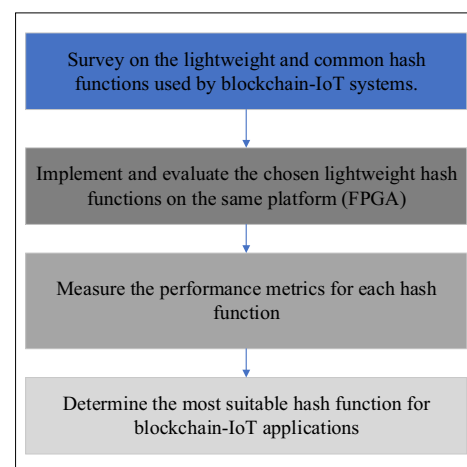 Survey on the lightweight and common hash
functions used by blockchain-IoT systems.
Implement and evaluate the chosen lightweight hash
functions on the same platform (FPGA)
Measure the performance metrics for each hash
function
Determine the most suitable hash function for
blockchain-IoT applications